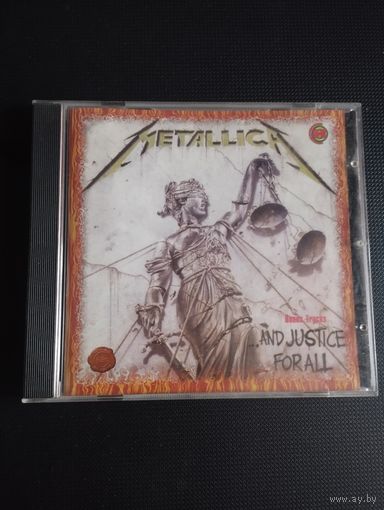 METALLICA
Bonus Tracks
...AND JUSTICE
FOR ALL
www.ay.by